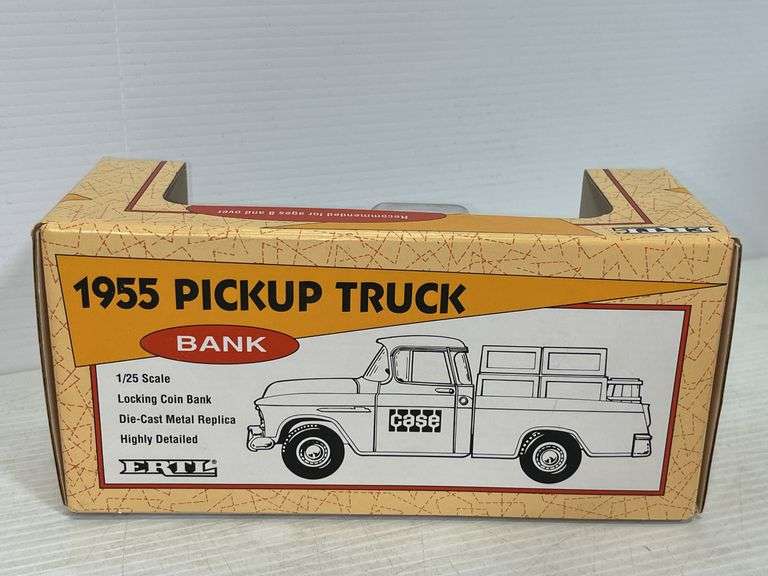 Recommended for ages 8 and over
ERTL
1955 PICKUP TRUCK
BANK
1/25 Scale
Locking Coin Bank
Die-Cast Metal Replica
Highly Detailed
ERTL
case